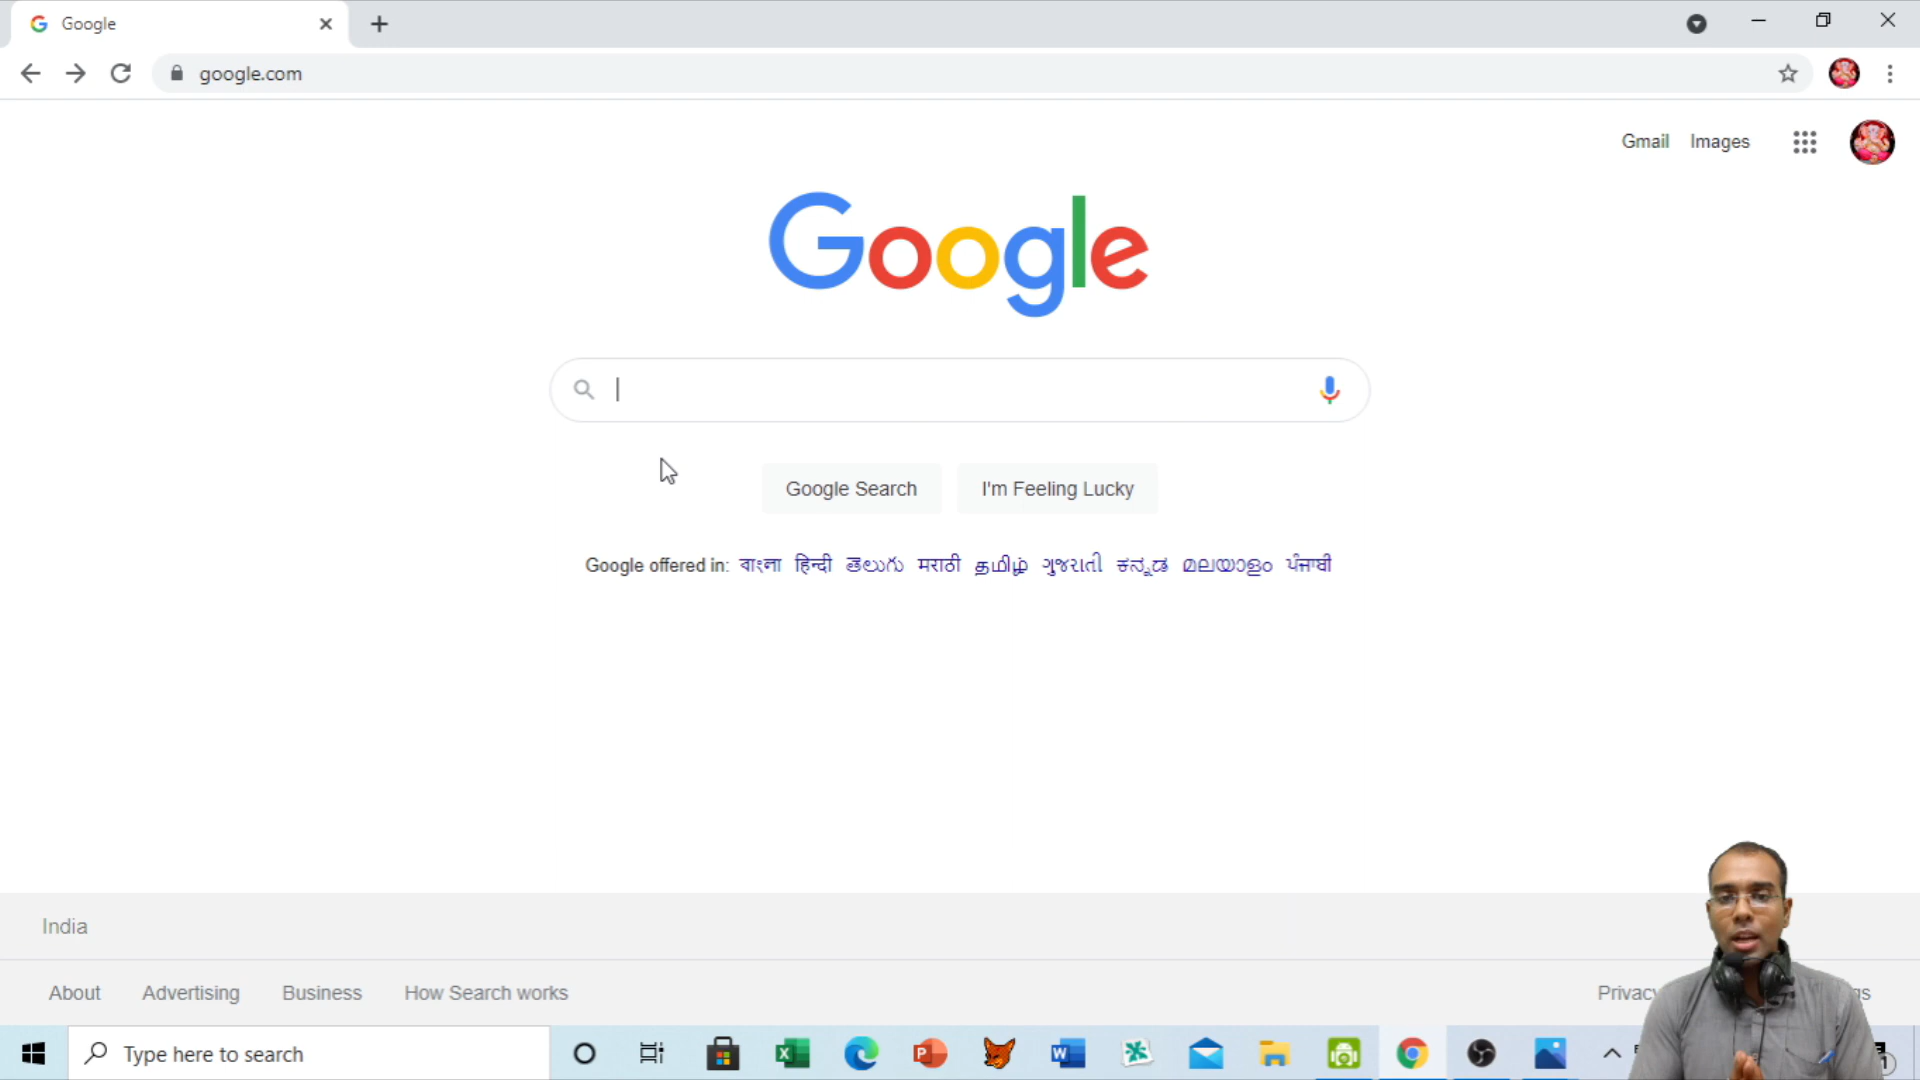 Google
google.com
Gmail Images
Google
Google Search I'm Feeling Lucky
Google offered in: বাংলা हिन्दी తెలుగు मराठी தமிழ் ગુજરાતી ಕನ್ನಡ മലയാളം ਪੰਜਾਬੀ
India
About Advertising Business How Search works Privacy
Type here to search